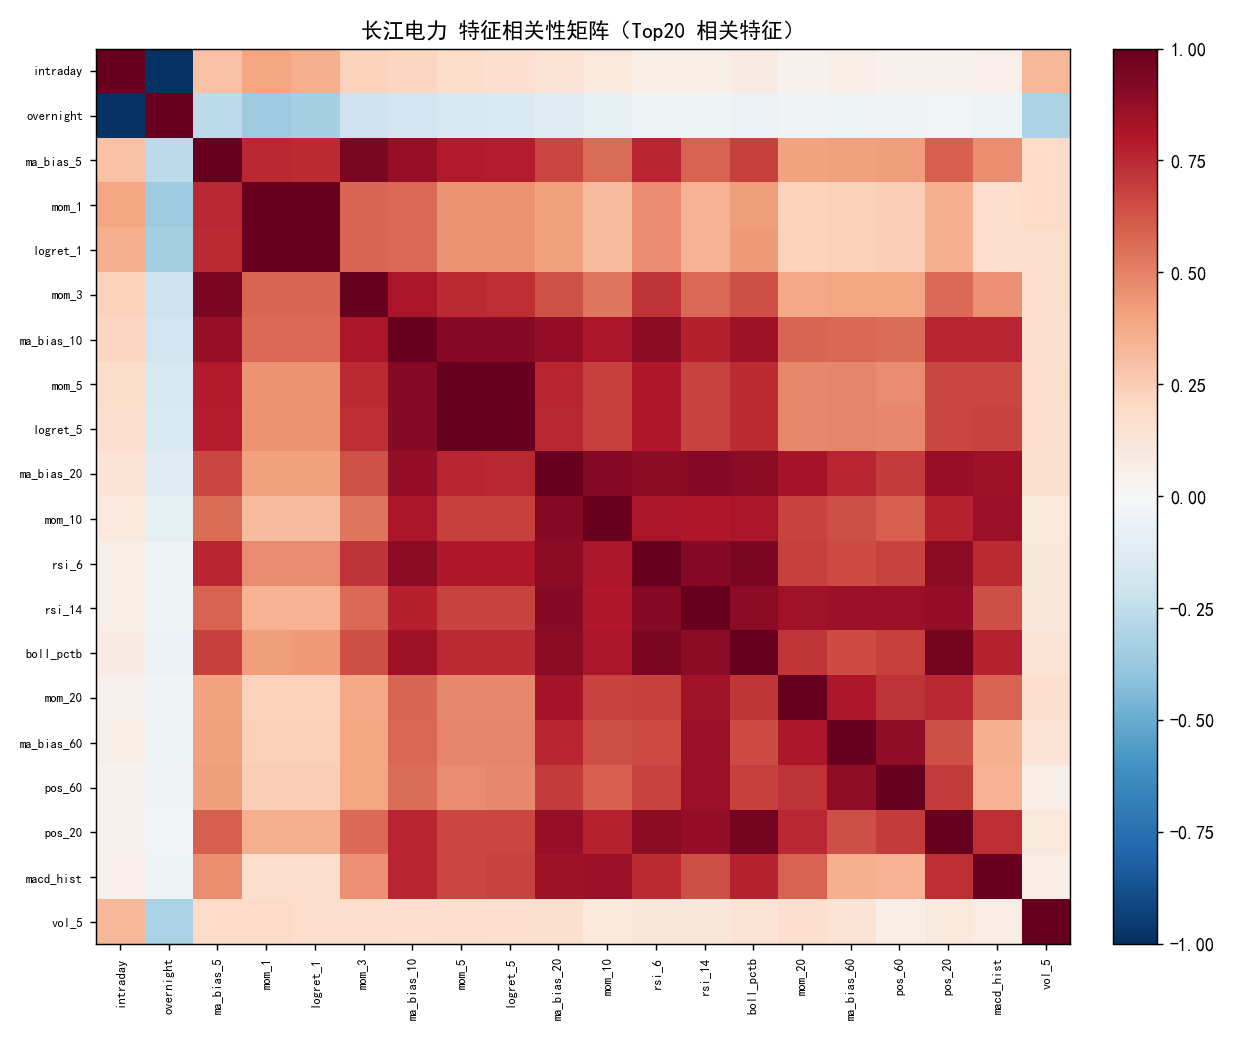 长江电力 特征相关性矩阵（Top20 相关特征）
intraday
overnight
ma_bias_5
mom_1
logret_1
mom_3
ma_bias_10
mom_5
logret_5
ma_bias_20
mom_10
rsi_6
rsi_14
boll_pctb
mom_20
ma_bias_60
pos_60
pos_20
macd_hist
vol_5
intraday
overnight
ma_bias_5
mom_1
logret_1
mom_3
ma_bias_10
mom_5
logret_5
ma_bias_20
mom_10
rsi_6
rsi_14
boll_pctb
mom_20
ma_bias_60
pos_60
pos_20
macd_hist
vol_5
1.00
0.75
0.50
0.25
0.00
−0.25
−0.50
−0.75
−1.00